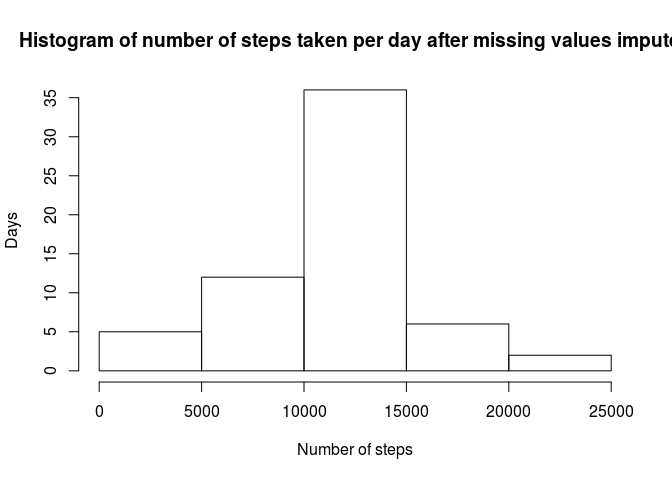 Histogram of number of steps taken per day after missing values impute
Days
35
30
25
20
15
10
5
0
0 5000 10000 15000 20000 25000
Number of steps